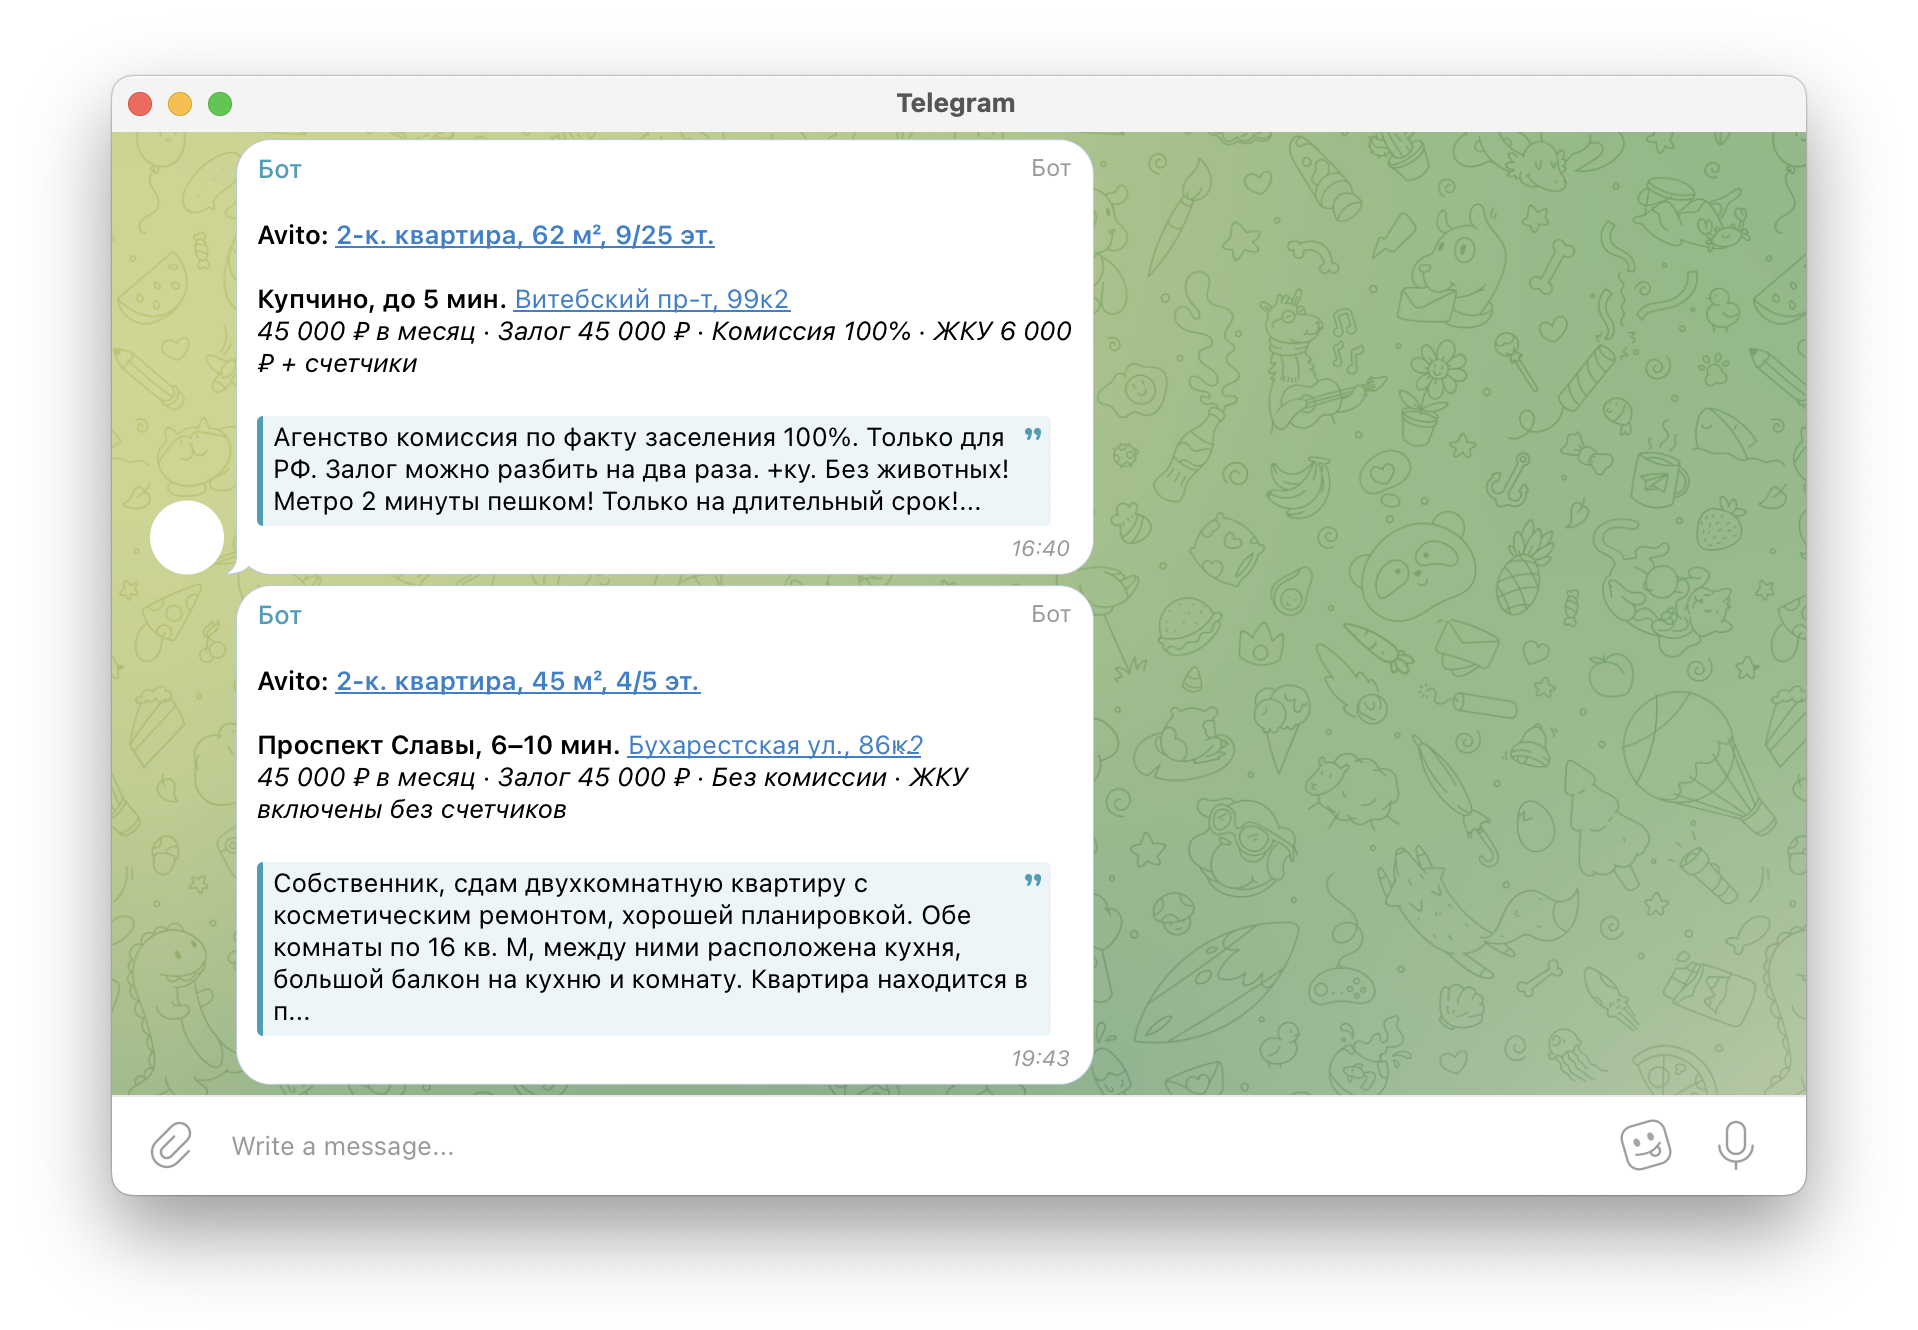 Telegram
Бот Бот
Avito: 2-к. квартира, 62 м², 9/25 эт.
Купчино, до 5 мин. Витебский пр-т, 99к2
45 000 ₽ в месяц · Залог 45 000 ₽ · Комиссия 100% · ЖКУ 6 000
₽ + счетчики
Агенство комиссия по факту заселения 100%. Только для
РФ. Залог можно разбить на два раза. +ку. Без животных!
Метро 2 минуты пешком! Только на длительный срок!...
16:40
Бот Бот
Avito: 2-к. квартира, 45 м², 4/5 эт.
Проспект Славы, 6–10 мин. Бухарестская ул., 86к2
45 000 ₽ в месяц · Залог 45 000 ₽ · Без комиссии · ЖКУ
включены без счетчиков
Собственник, сдам двухкомнатную квартиру с
косметическим ремонтом, хорошей планировкой. Обе
комнаты по 16 кв. М, между ними расположена кухня,
большой балкон на кухню и комнату. Квартира находится в
п...
19:43
Write a message...